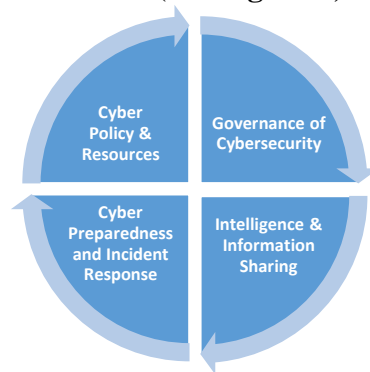 Cyber
Policy &
Resources
Governance of
Cybersecurity
Cyber
Preparedness
and Incident
Response
Intelligence &
Information
Sharing